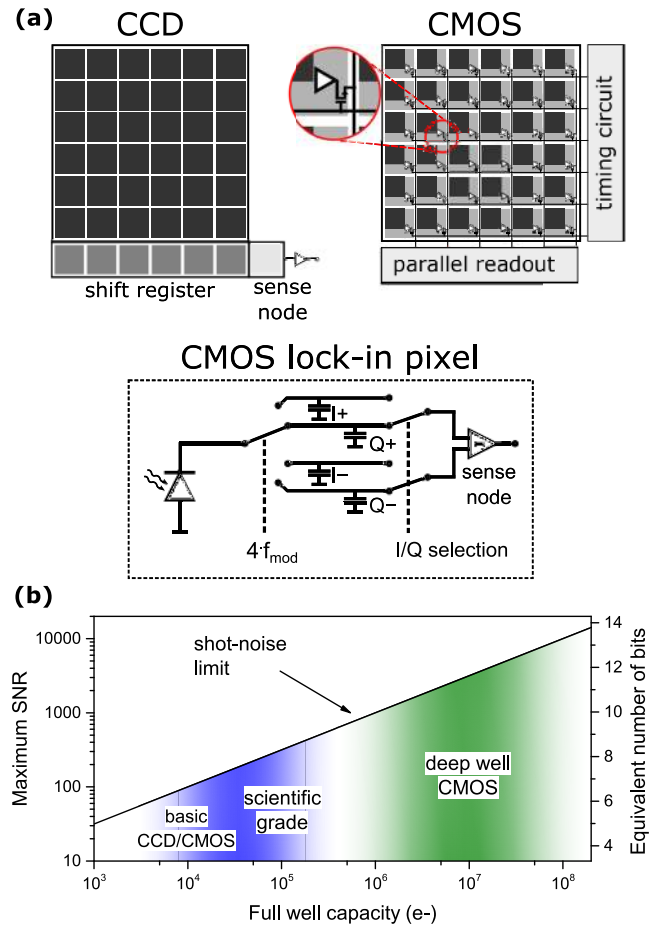 (a)
CCD
CMOS
timing circuit
parallel readout
shift register
sense
node
CMOS lock-in pixel
I+
Q+
I−
Q−
sense
node
4·fmod
I/Q selection
(b)
Maximum SNR
10000
1000
100
10
shot-noise
limit
basic
CCD/CMOS
scientific
grade
deep well
CMOS
14
12
10
8
6
4
Equivalent number of bits
10³ 10⁴ 10⁵ 10⁶ 10⁷ 10⁸
Full well capacity (e-)